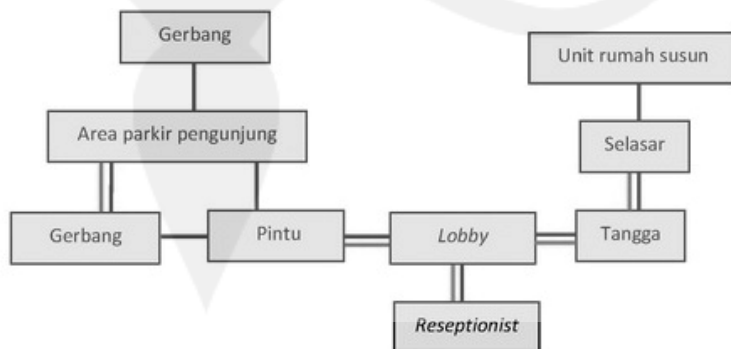 Gerbang
Unit rumah susun
Area parkir pengunjung
Selasar
Gerbang
Pintu
Lobby
Tangga
Reseptionist